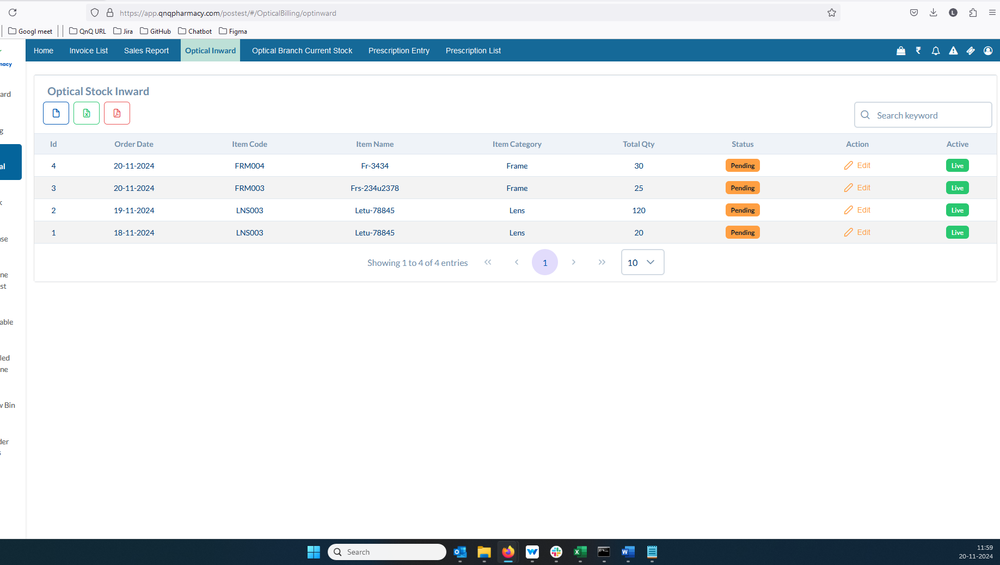 https://app.qnqpharmacy.com/postest/#/OpticalBilling/optinward
L
Googl meet QnQ URL Jira GitHub Chatbot Figma
Home Invoice List Sales Report Optical Inward Optical Branch Current Stock Prescription Entry Prescription List ₹
macy
ard
g
al
k
se
ne
st
able
led
ne
v Bin
der
s
Optical Stock Inward
Search keyword
Id Order Date Item Code Item Name Item Category Total Qty Status Action Active
4 20-11-2024 FRM004 Fr-3434 Frame 30 Pending Edit Live
3 20-11-2024 FRM003 Frs-234u2378 Frame 25 Pending Edit Live
2 19-11-2024 LNS003 Letu-78845 Lens 120 Pending Edit Live
1 18-11-2024 LNS003 Letu-78845 Lens 20 Pending Edit Live
Showing 1 to 4 of 4 entries « ‹ 1 › » 10
Search
11:59
20-11-2024